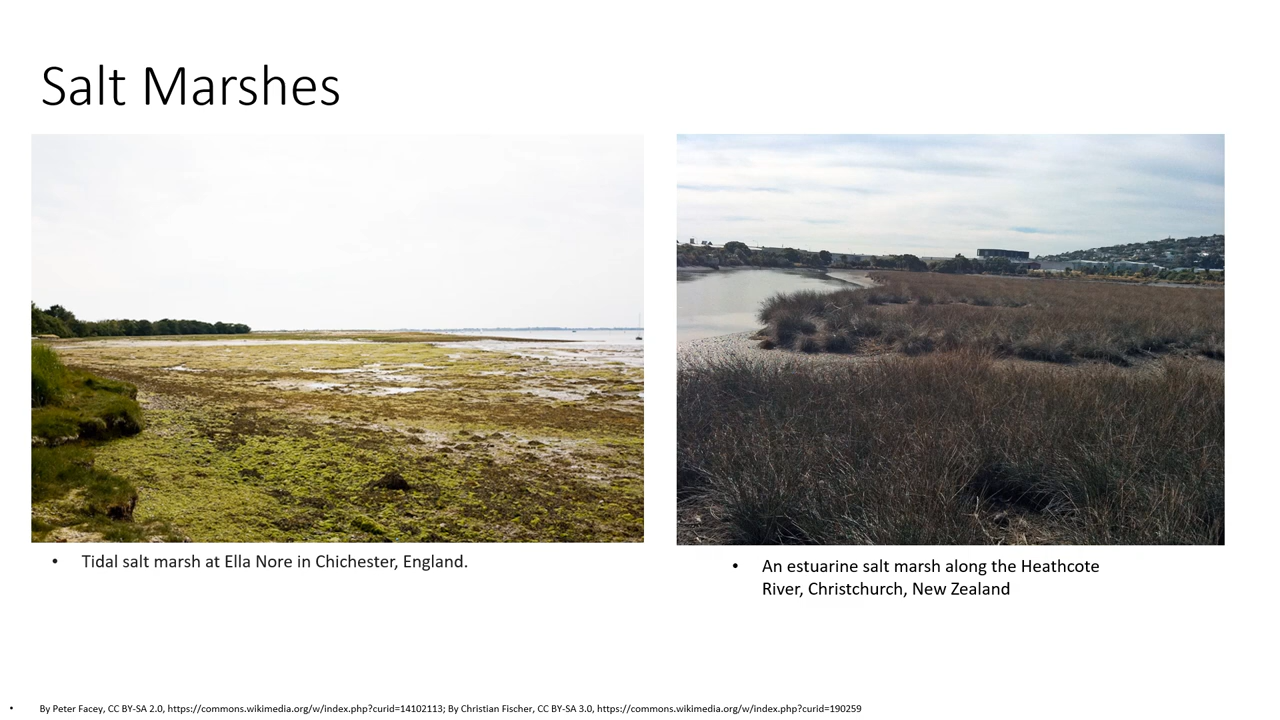 Salt Marshes
• Tidal salt marsh at Ella Nore in Chichester, England.
• An estuarine salt marsh along the Heathcote
River, Christchurch, New Zealand
• By Peter Facey, CC BY-SA 2.0, https://commons.wikimedia.org/w/index.php?curid=14102113; By Christian Fischer, CC BY-SA 3.0, https://commons.wikimedia.org/w/index.php?curid=190259